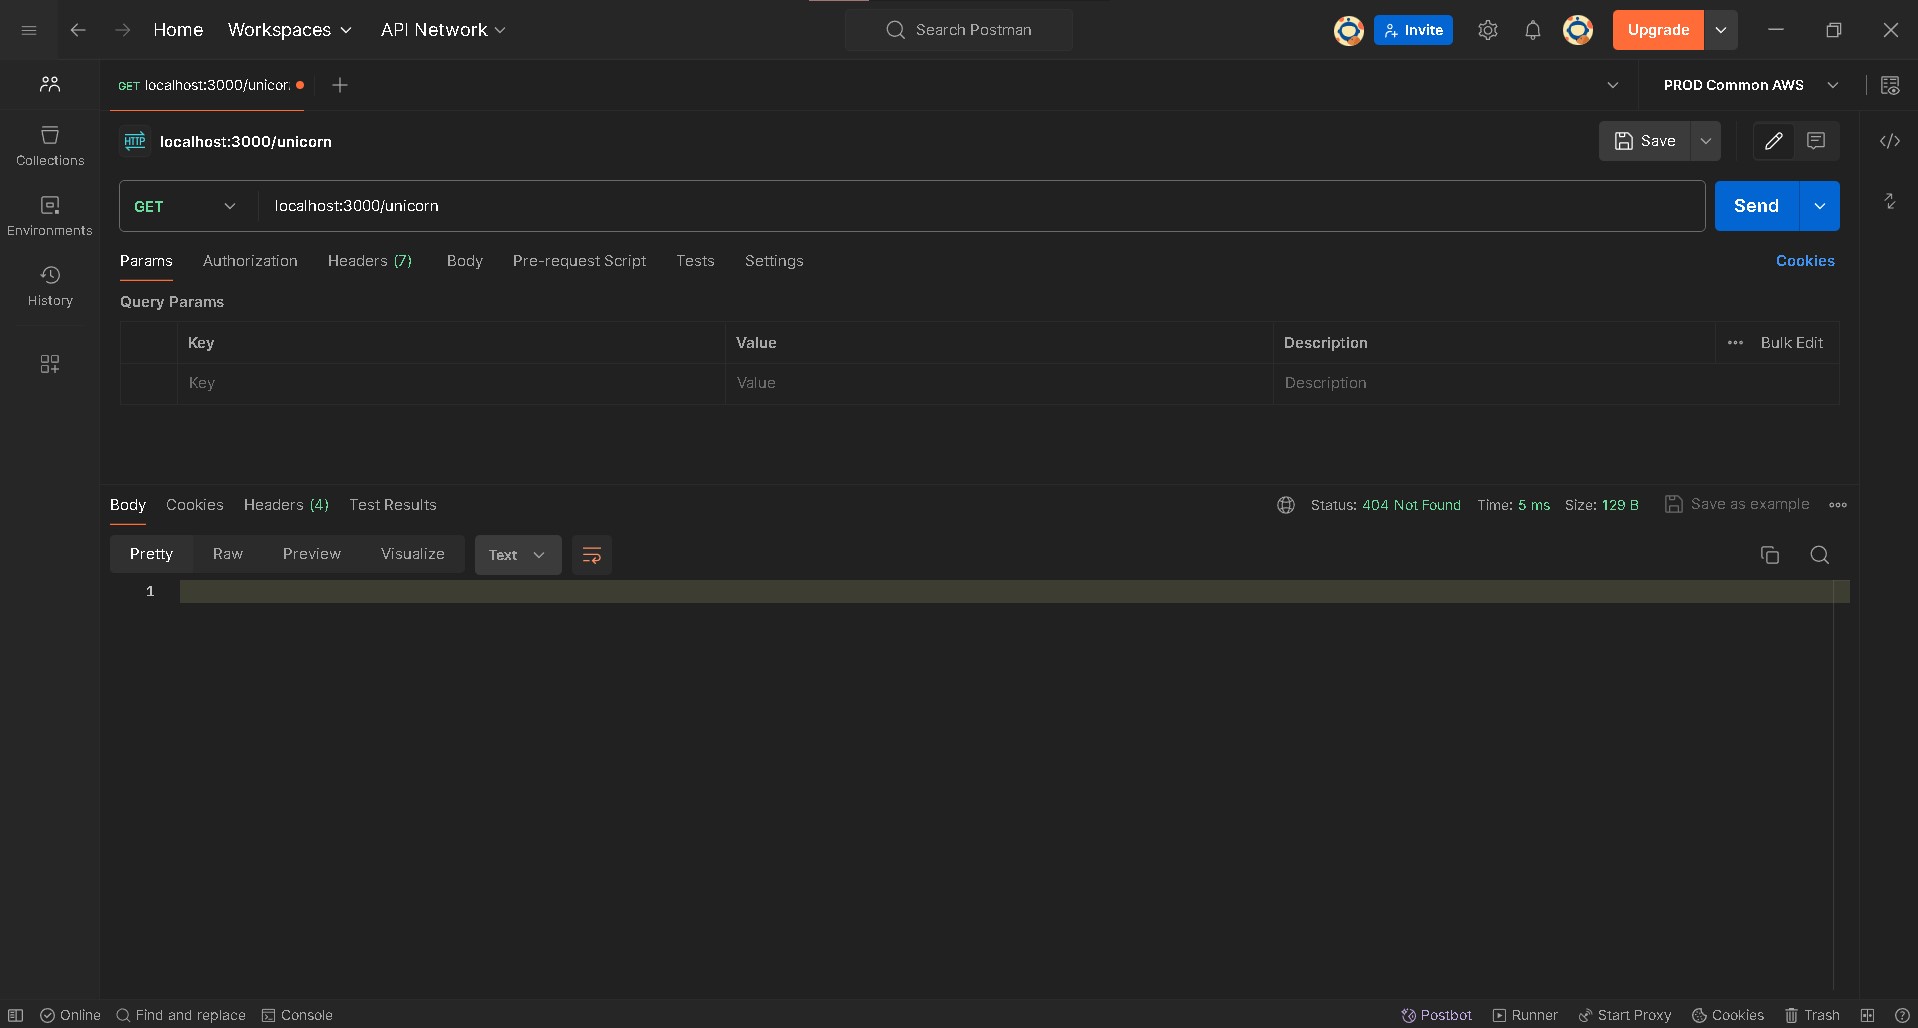 Home Workspaces API Network Search Postman Invite Upgrade
GET localhost:3000/unicor PROD Common AWS
HTTP localhost:3000/unicorn Save
GET localhost:3000/unicorn Send
Params Authorization Headers (7) Body Pre-request Script Tests Settings Cookies
Query Params
Key Value Description Bulk Edit
Key Value Description
Body Cookies Headers (4) Test Results Status: 404 Not Found Time: 5 ms Size: 129 B Save as example
Pretty Raw Preview Visualize Text
1
Collections
Environments
History
Online Find and replace Console Postbot Runner Start Proxy Cookies Trash